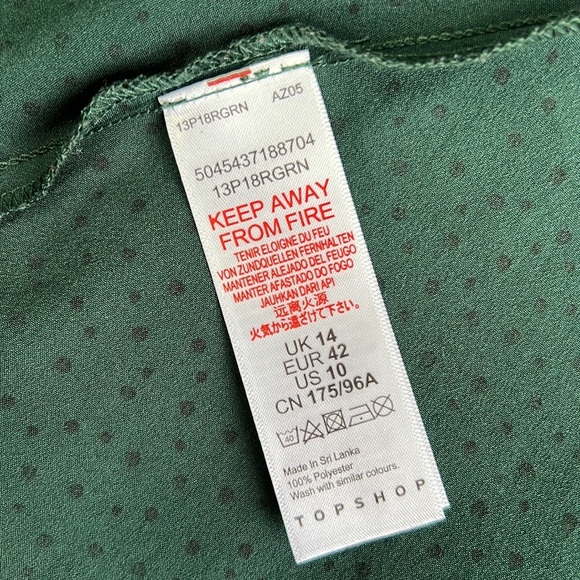 13P18RGRN AZ05
5045437188704
13P18RGRN
KEEP AWAY
FROM FIRE
TENIR ELOIGNE DU FEU
VON ZUNDQUELLEN FERNHALTEN
MANTENER ALEJADO DEL FEUGO
MANTER AFASTADO DO FOGO
JAUHKAN DARI API
远离火源
火気から遠ざけて下さい
UK 14
EUR 42
US 10
CN 175/96A
40
Made In Sri Lanka
100% Polyester
Wash with similar colours.
TOPSHOP